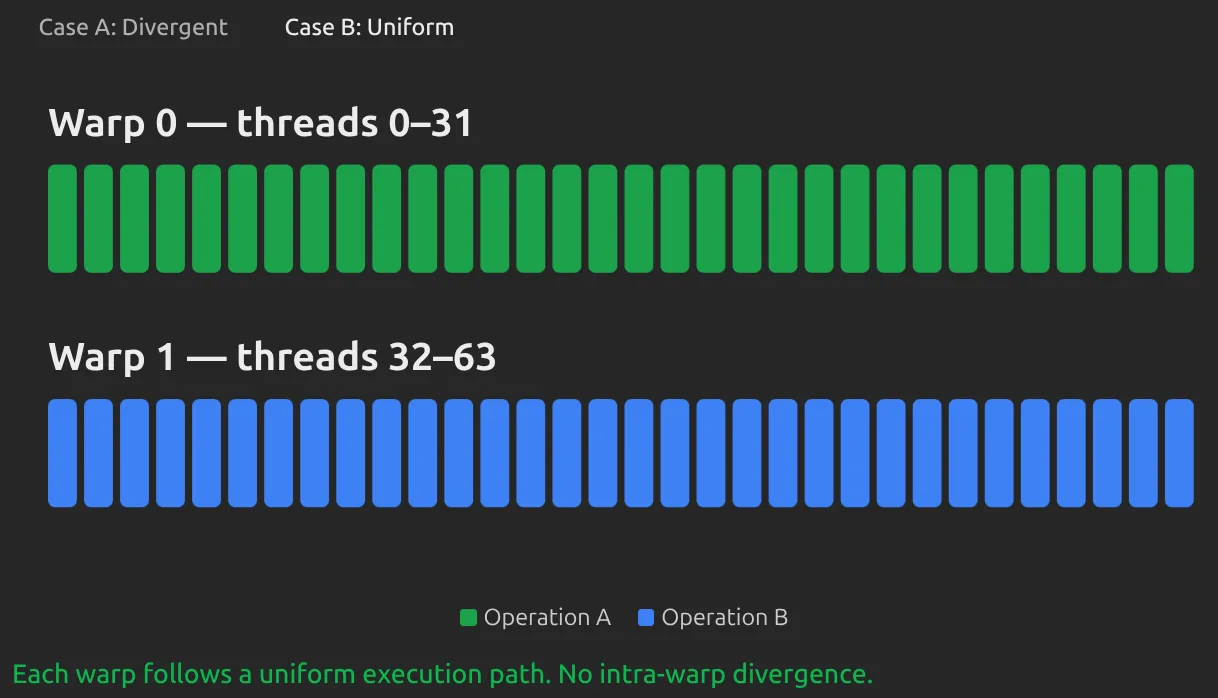 Case A: Divergent Case B: Uniform
Warp 0 — threads 0–31
Warp 1 — threads 32–63
Operation A Operation B
Each warp follows a uniform execution path. No intra-warp divergence.